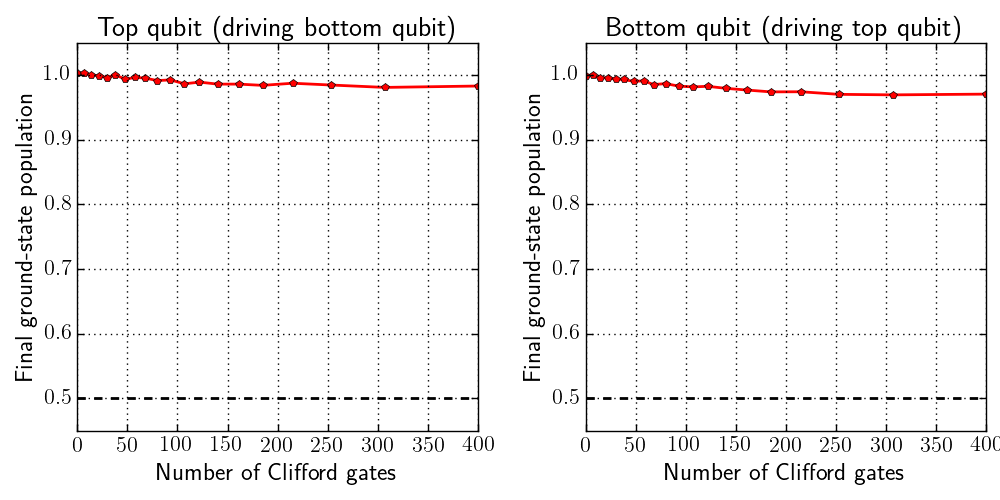 Top qubit (driving bottom qubit)
Final ground-state population
1.0
0.9
0.8
0.7
0.6
0.5
0 50 100 150 200 250 300 350 400
Number of Clifford gates
Bottom qubit (driving top qubit)
Final ground-state population
1.0
0.9
0.8
0.7
0.6
0.5
0 50 100 150 200 250 300 350 400
Number of Clifford gates